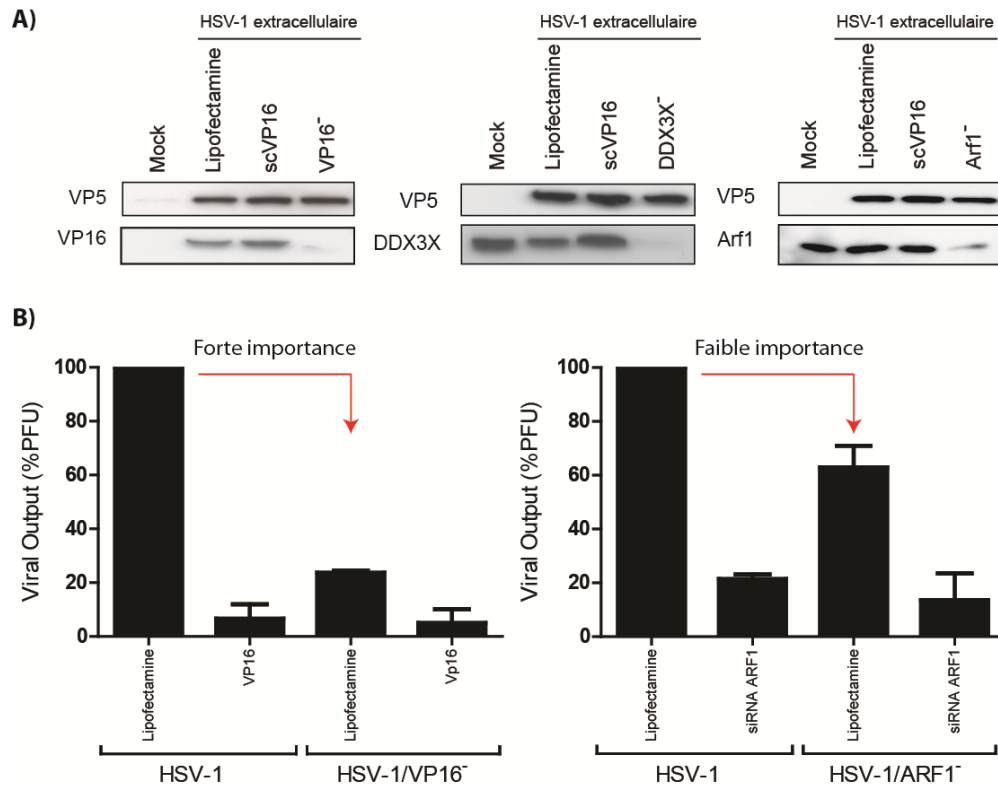 A)
HSV-1 extracellulaire
Mock
Lipofectamine
scVP16
VP16-
VP5
VP16
HSV-1 extracellulaire
Mock
Lipofectamine
scVP16
DDX3X-
VP5
DDX3X
HSV-1 extracellulaire
Mock
Lipofectamine
scVP16
Arf1-
VP5
Arf1
B)
Forte importance
Viral Output (%PFU)
100
80
60
40
20
0
Lipofectamine
VP16
Lipofectamine
Vp16
HSV-1
HSV-1/VP16-
Faible importance
Viral Output (%PFU)
100
80
60
40
20
0
Lipofectamine
siRNA ARF1
Lipofectamine
siRNA ARF1
HSV-1
HSV-1/ARF1-